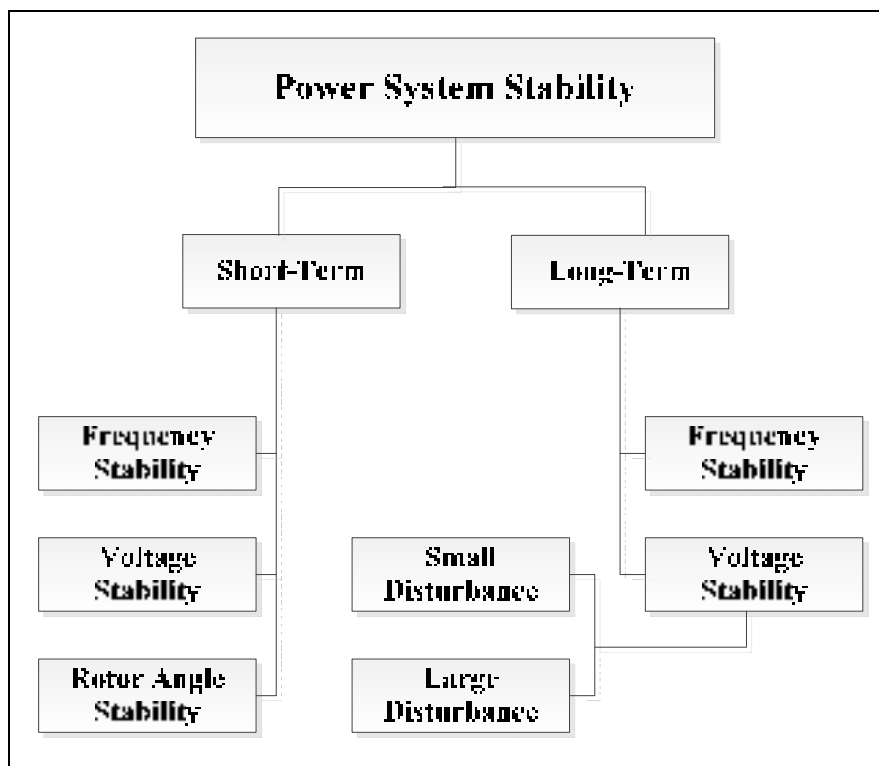 Power System Stability
Short-Term
Long-Term
Frequency
Stability
Frequency
Stability
Voltage
Stability
Small
Disturbance
Voltage
Stability
Rotor Angle
Stability
Large
Disturbance